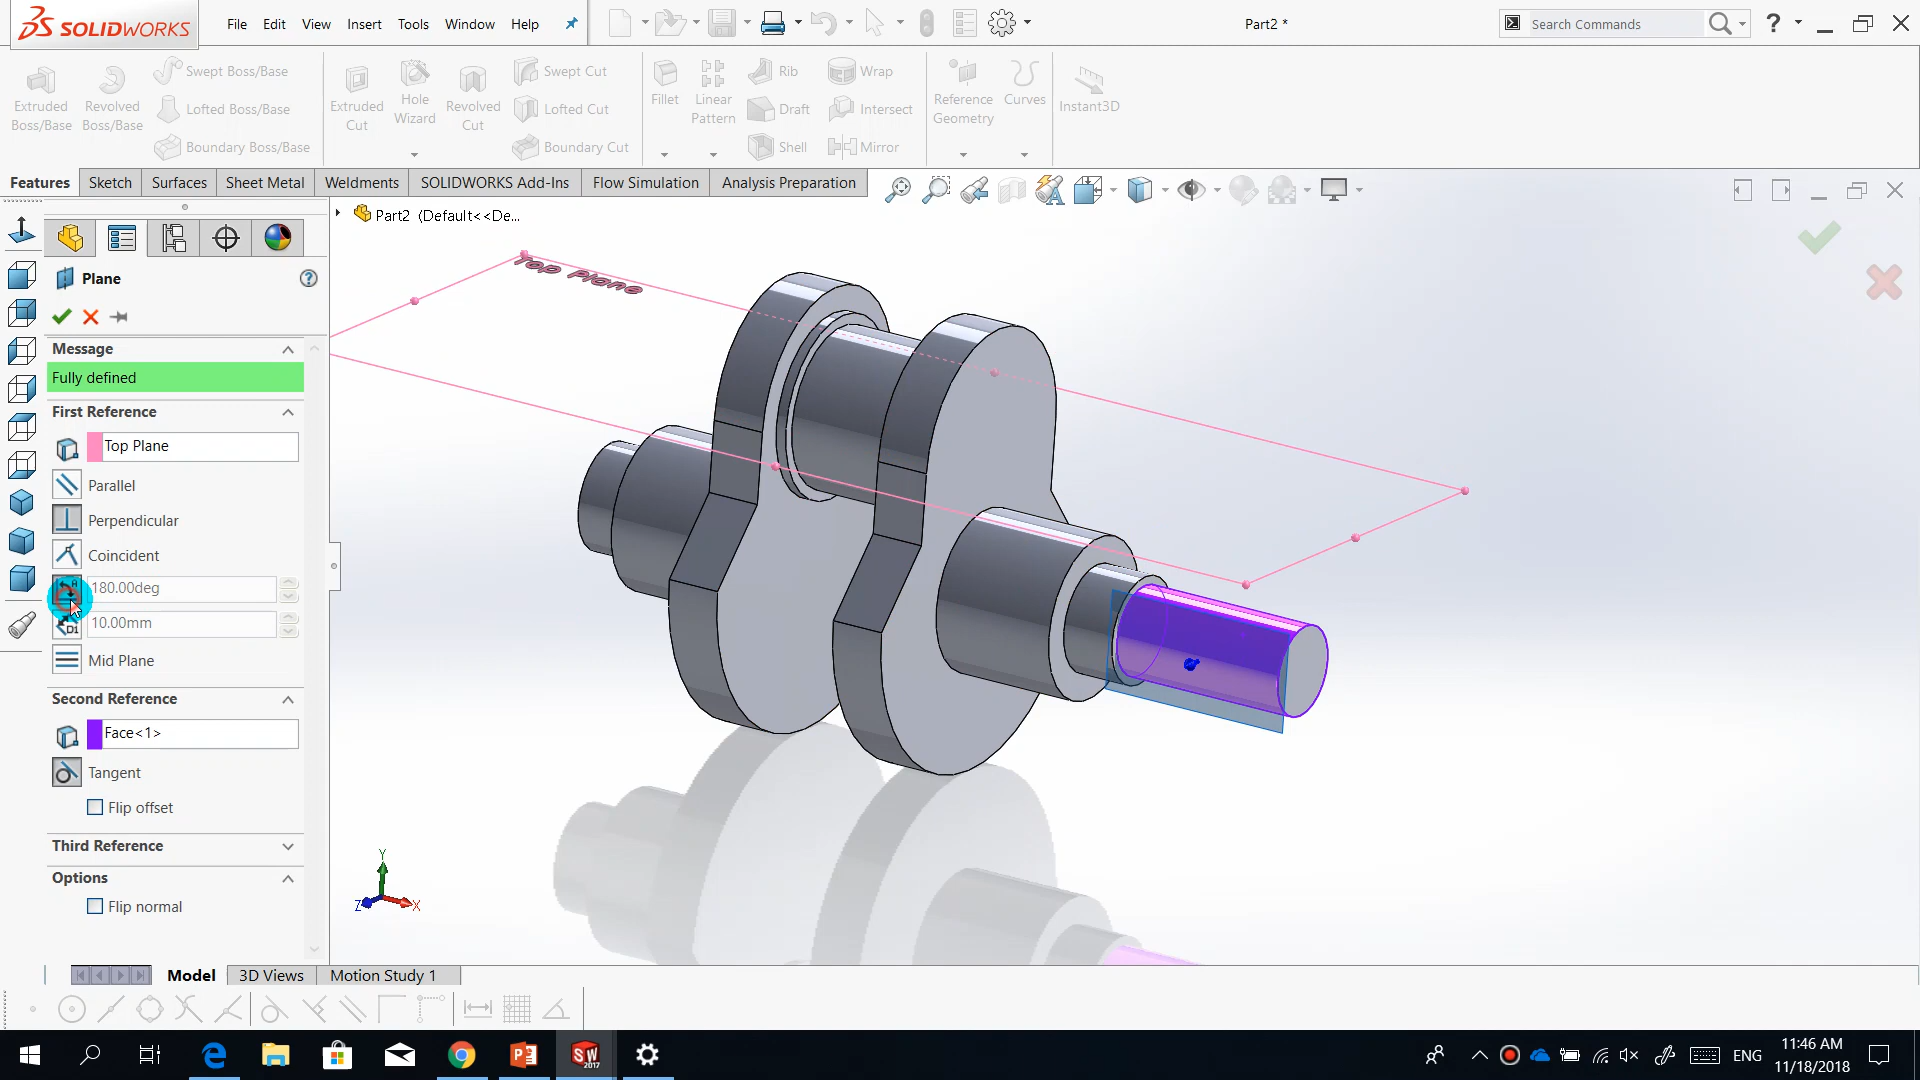 SOLIDWORKS
File Edit View Insert Tools Window Help
Part2 *
Search Commands
?
Extruded Boss/Base
Revolved Boss/Base
Swept Boss/Base
Lofted Boss/Base
Boundary Boss/Base
Extruded Cut
Hole Wizard
Revolved Cut
Swept Cut
Lofted Cut
Boundary Cut
Fillet
Linear Pattern
Rib
Draft
Shell
Wrap
Intersect
Mirror
Reference Geometry
Curves
Instant3D
Features Sketch Surfaces Sheet Metal Weldments SOLIDWORKS Add-Ins Flow Simulation Analysis Preparation
Part2 (Default<<De...
Top Plane
Plane
?
Message
Fully defined
First Reference
Top Plane
Parallel
Perpendicular
Coincident
180.00deg
10.00mm
Mid Plane
Second Reference
Face<1>
Tangent
Flip offset
Third Reference
Options
Flip normal
Y
Z
X
Model 3D Views Motion Study 1
SW
2017
ENG
11:46 AM
11/18/2018